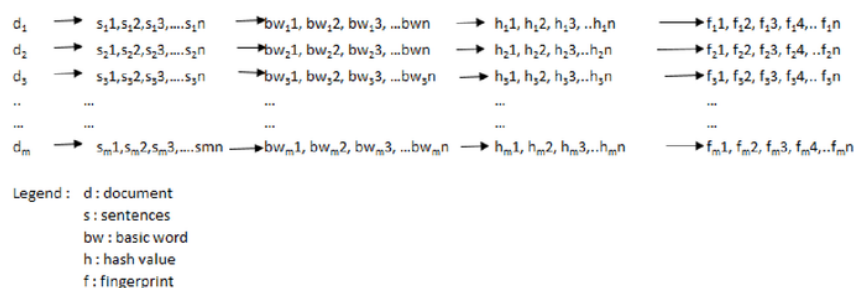 d₁ → s₁1,s₁2,s₁3,....s₁n → bw₁1, bw₁2, bw₁3, ...bwn → h₁1, h₁2, h₁3,..h₁n → f₁1, f₁2, f₁3, f₁4,.. f₁n
d₂ → s₂1,s₂2,s₂3,....s₂n → bw₂1, bw₂2, bw₂3, ...bwn → h₂1, h₂2, h₂3,..h₂n → f₂1, f₂2, f₂3, f₂4, ..f₂n
d₃ → s₃1,s₃2,s₃3,....s₃n → bw₃1, bw₃2, bw₃3, ...bw₃n → h₃1, h₃2, h₃3,..h₃n → f₃1, f₃2, f₃3, f₃4,.. f₃n
.. ... ... ... ...
... ... ... ... ...
dₘ → sₘ1,sₘ2,sₘ3,....smn → bwₘ1, bwₘ2, bwₘ3, ...bwₘn → hₘ1, hₘ2, hₘ3,..hₘn → fₘ1, fₘ2, fₘ3, fₘ4,..fₘn
Legend : d : document
s : sentences
bw : basic word
h : hash value
f : fingerprint